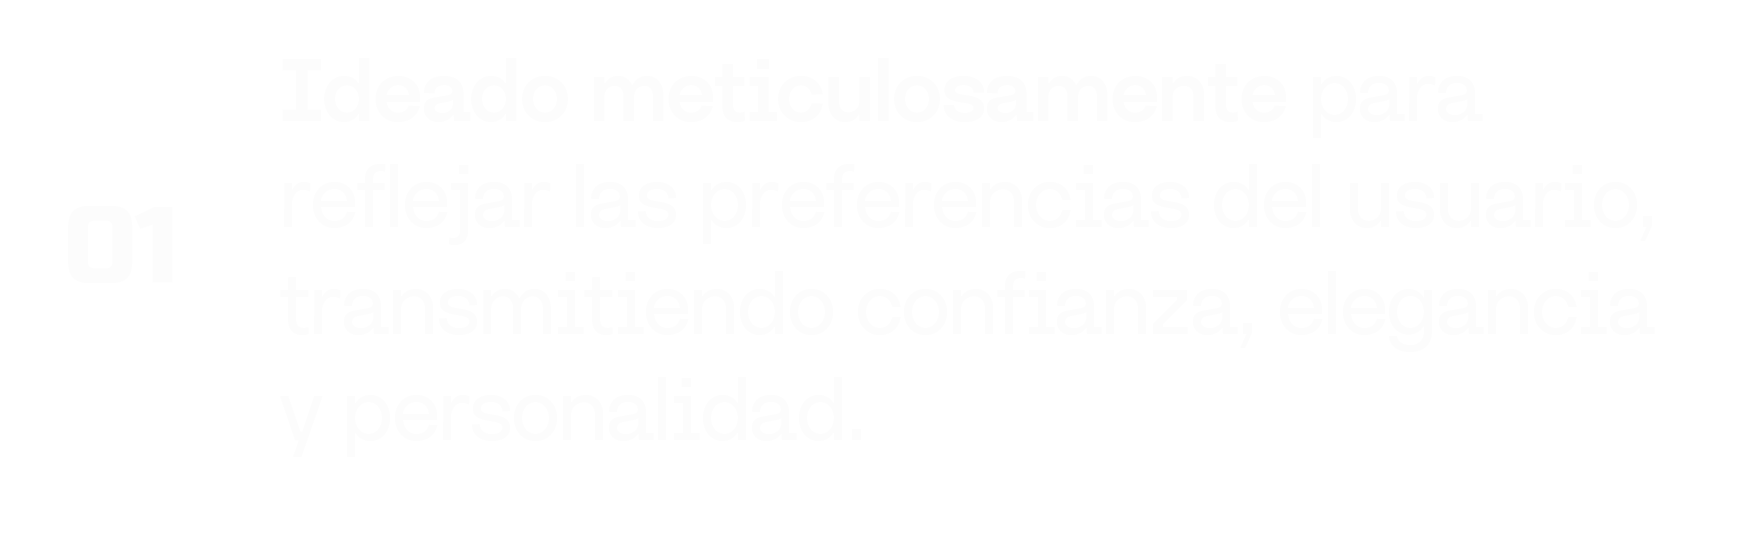 01
Ideado meticulosamente para
reflejar las preferencias del usuario,
transmitiendo confianza, elegancia
y personalidad.